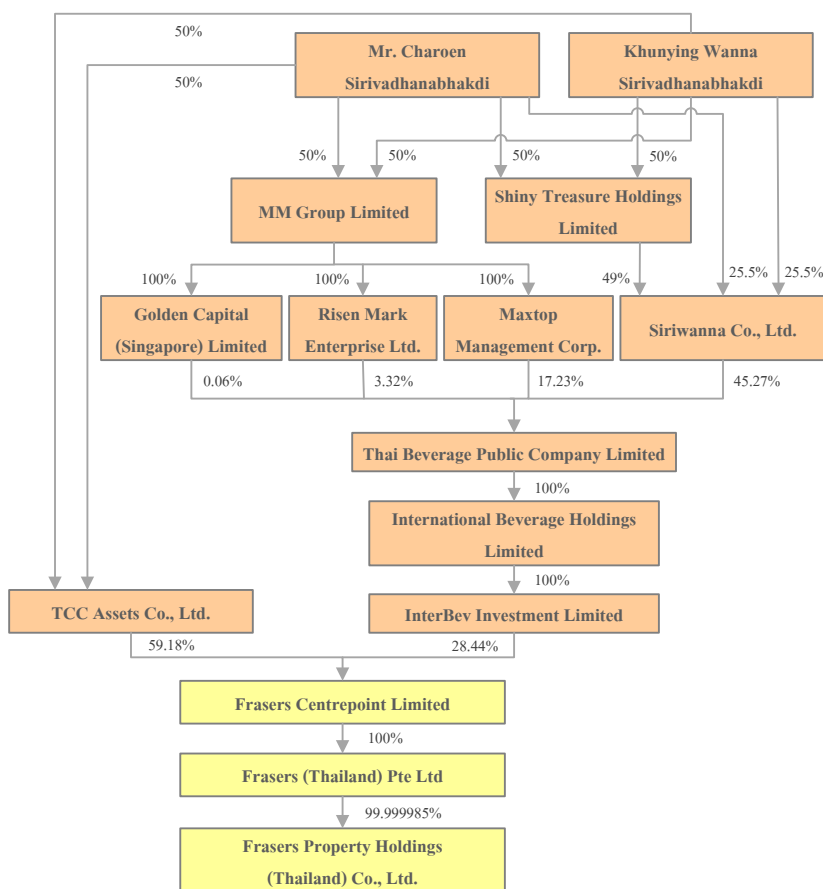 50%
Mr. Charoen
Sirivadhanabhakdi
Khunying Wanna
Sirivadhanabhakdi
50%
50%
50%
50%
50%
MM Group Limited
Shiny Treasure Holdings
Limited
100%
100%
100%
49%
25.5%
25.5%
Golden Capital
(Singapore) Limited
Risen Mark
Enterprise Ltd.
Maxtop
Management Corp.
Siriwanna Co., Ltd.
0.06%
3.32%
17.23%
45.27%
Thai Beverage Public Company Limited
100%
International Beverage Holdings
Limited
100%
TCC Assets Co., Ltd.
InterBev Investment Limited
59.18%
28.44%
Frasers Centrepoint Limited
100%
Frasers (Thailand) Pte Ltd
99.999985%
Frasers Property Holdings
(Thailand) Co., Ltd.